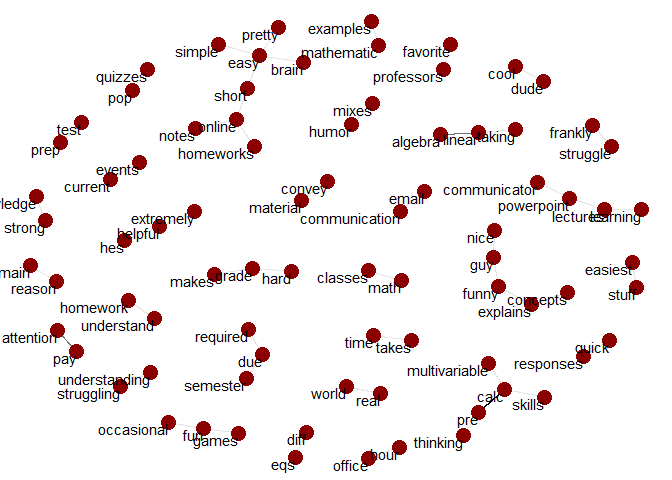 pretty
examples
simple
mathematic
favorite
easy
brain
quizzes
professors
cool
dude
pop
short
mixes
test
notes
online
humor
algebra
linear
taking
frankly
prep
homeworks
struggle
events
current
convey
email
communicator
wledge
material
powerpoint
strong
extremely
communication
lectures
learning
helpful
hes
nice
main
guy
easiest
reason
makes
grade
hard
classes
math
funny
concepts
stuff
homework
explains
understand
attention
required
time
takes
quick
pay
due
multivariable
responses
understanding
struggling
semester
world
real
calc
skills
pre
occasional
fun
games
diff
thinking
eqs
office
hour